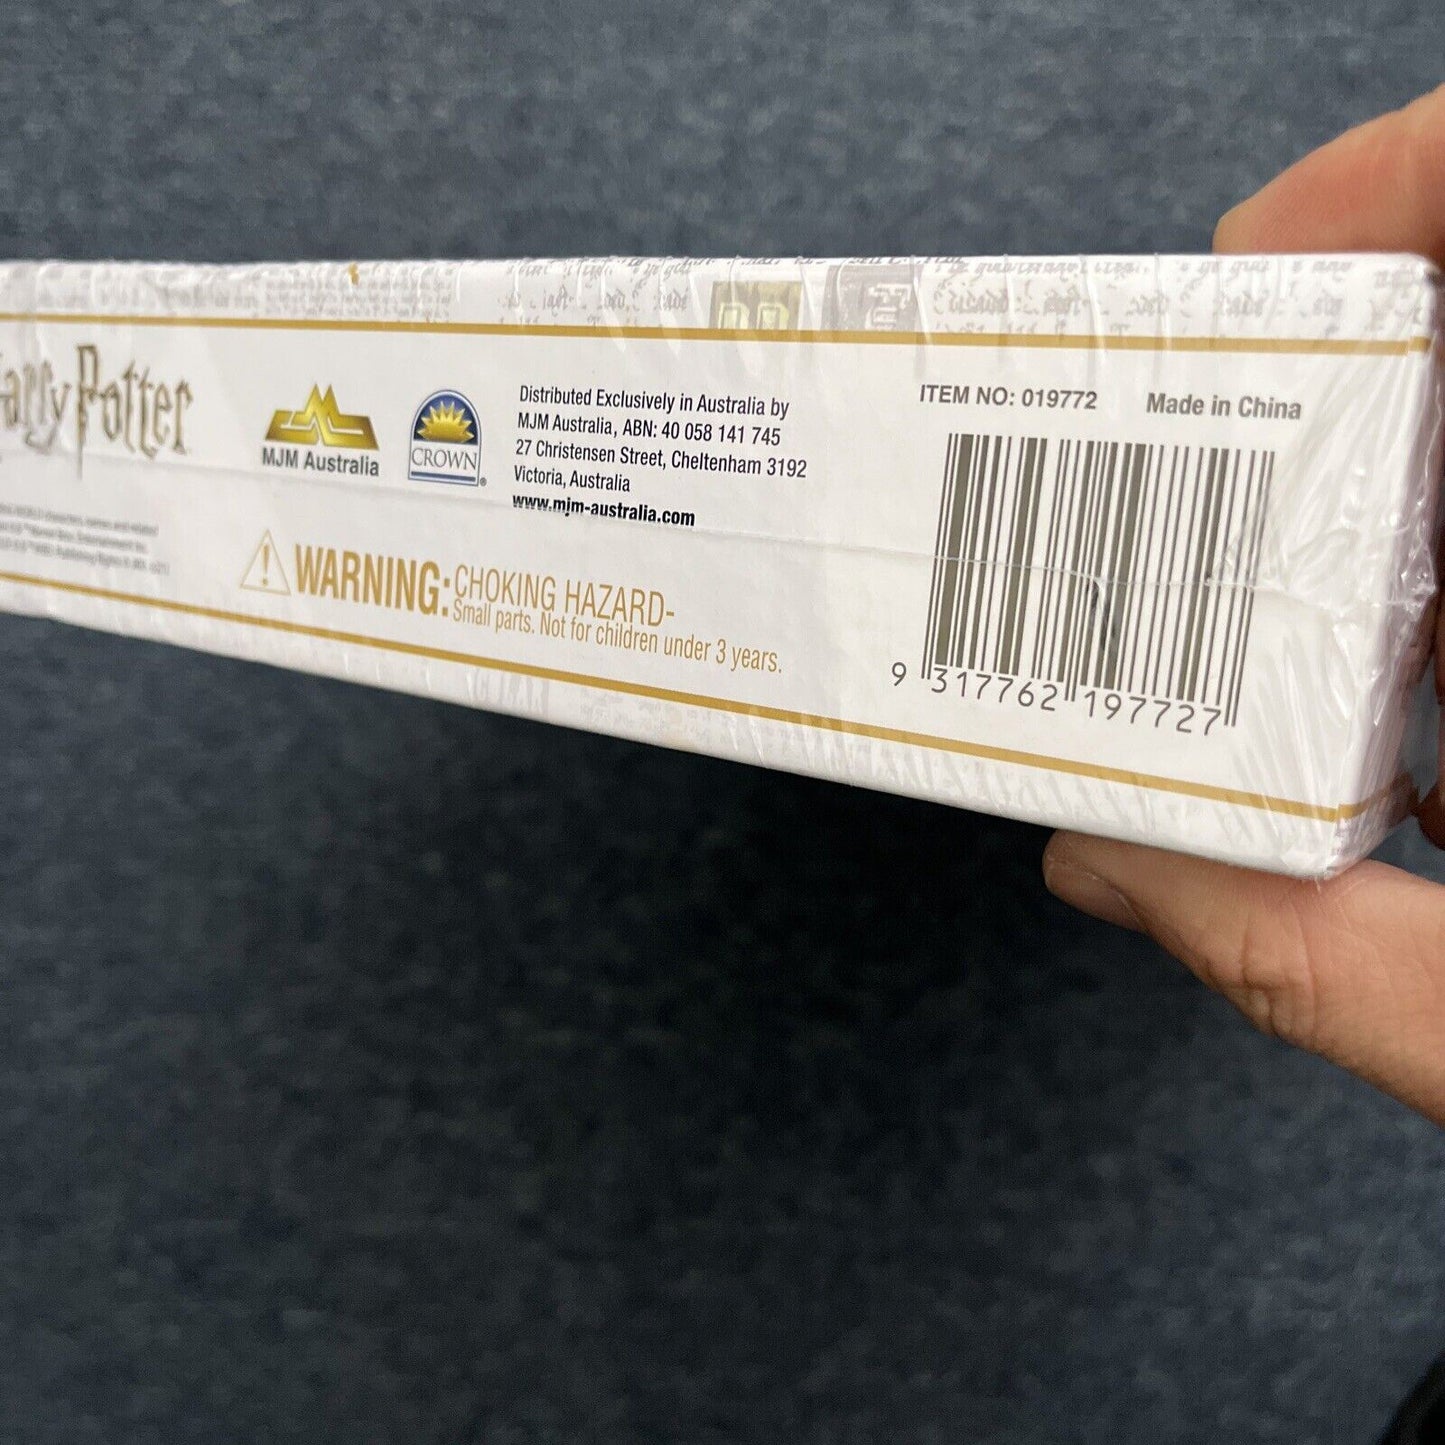 Harry Potter
MJM Australia
CROWN
®
Distributed Exclusively in Australia by
MJM Australia, ABN: 40 058 141 745
27 Christensen Street, Cheltenham 3192
Victoria, Australia
www.mjm-australia.com
WARNING: CHOKING HAZARD-
Small parts. Not for children under 3 years.
ITEM NO: 019772 Made in China
9 317762 197727